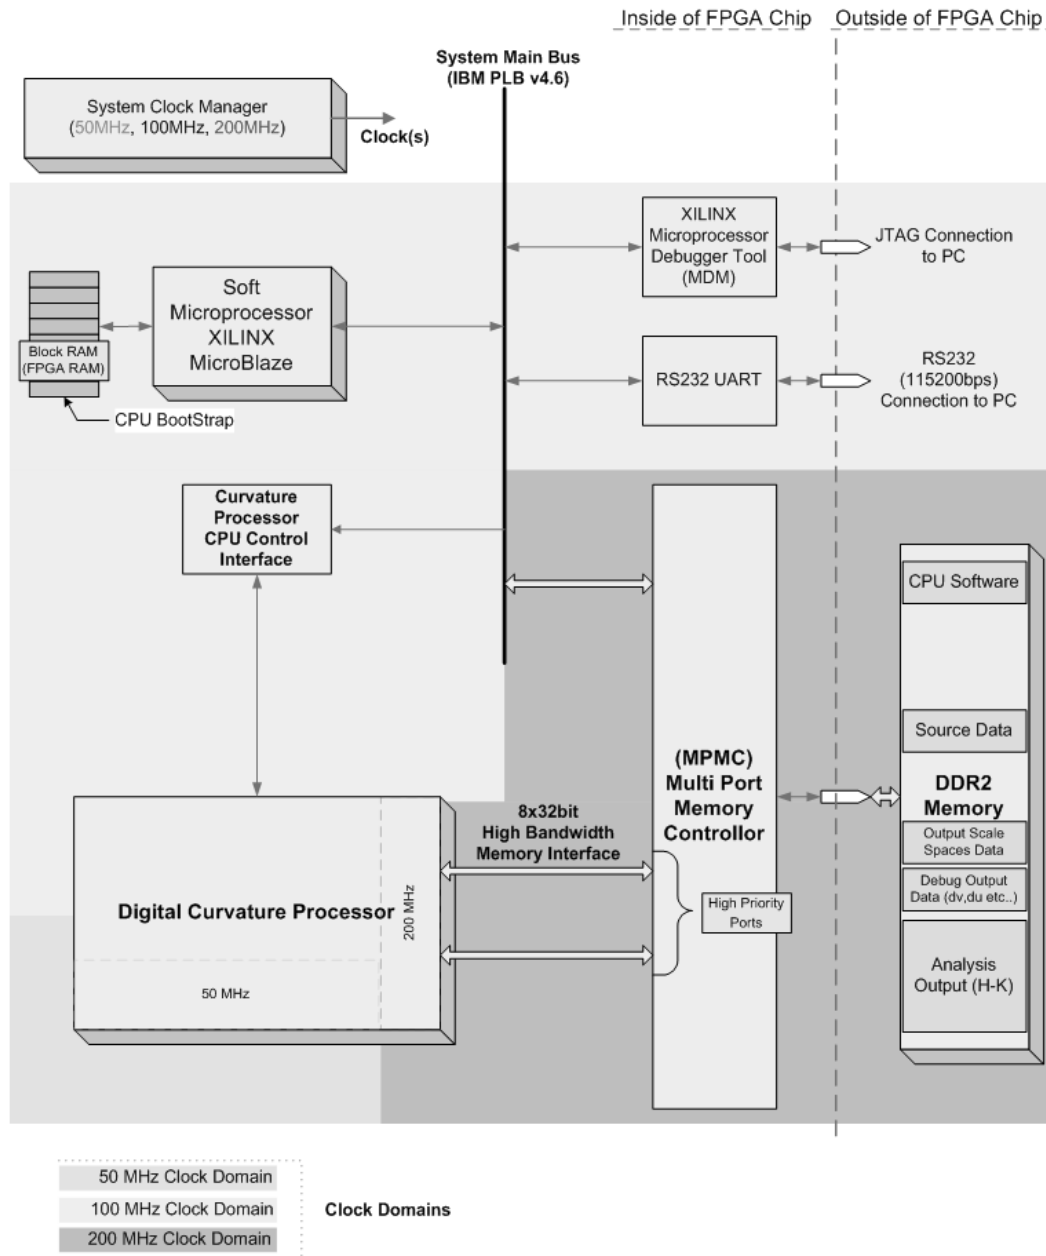 Inside of FPGA Chip
Outside of FPGA Chip
System Main Bus
(IBM PLB v4.6)
System Clock Manager
(50MHz, 100MHz, 200MHz)
Clock(s)
XILINX
Microprocessor
Debugger Tool
(MDM)
JTAG Connection
to PC
Soft
Microprocessor
XILINX
MicroBlaze
Block RAM
(FPGA RAM)
CPU BootStrap
RS232 UART
RS232
(115200bps)
Connection to PC
Curvature
Processor
CPU Control
Interface
CPU Software
Source Data
(MPMC)
Multi Port
Memory
Controllor
DDR2
Memory
8x32bit
High Bandwidth
Memory Interface
Output Scale
Spaces Data
Debug Output
Data (dv,du etc..)
Digital Curvature Processor
200 MHz
High Priority
Ports
50 MHz
Analysis
Output (H-K)
50 MHz Clock Domain
100 MHz Clock Domain
200 MHz Clock Domain
Clock Domains